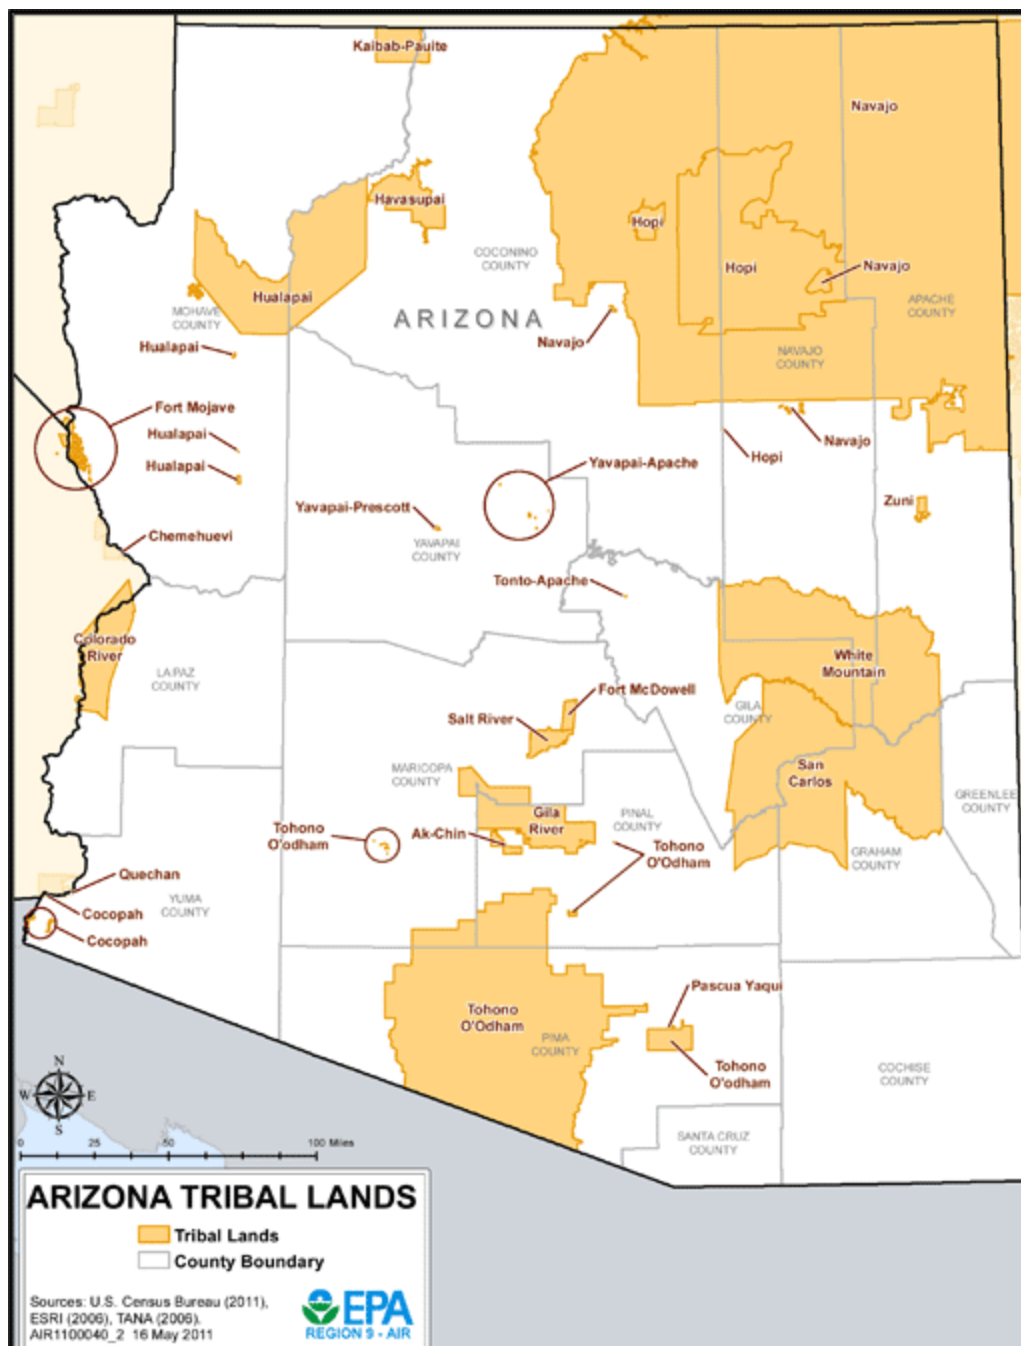 Kaibab-Paiute
Navajo
Havasupai
Hopi
COCONINO
COUNTY
Hopi
Navajo
Hualapai
MOHAVE
COUNTY
ARIZONA
APACHE
COUNTY
Hualapai
Navajo
NAVAJO
COUNTY
Fort Mojave
Hualapai
Hualapai
Navajo
Hopi
Yavapai-Apache
Yavapai-Prescott
Zuni
Chemehuevi
YAVAPAI
COUNTY
Tonto-Apache
Colorado
River
LA PAZ
COUNTY
White
Mountain
Fort McDowell
Salt River
GILA
COUNTY
MARICOPA
COUNTY
San
Carlos
GREENLEE
COUNTY
Gila
River
PINAL
COUNTY
Tohono
O'odham
Ak-Chin
Tohono
O'Odham
GRAHAM
COUNTY
Quechan
YUMA
COUNTY
Cocopah
Cocopah
Pascua Yaqui
Tohono
O'Odham
PIMA
COUNTY
Tohono
O'odham
COCHISE
COUNTY
SANTA CRUZ
COUNTY
N
W E
S
0 25 50 100 Miles
ARIZONA TRIBAL LANDS
Tribal Lands
County Boundary
Sources: U.S. Census Bureau (2011),
ESRI (2006), TANA (2006).
AIR1100040_2 16 May 2011
EPA
REGION 9 - AIR